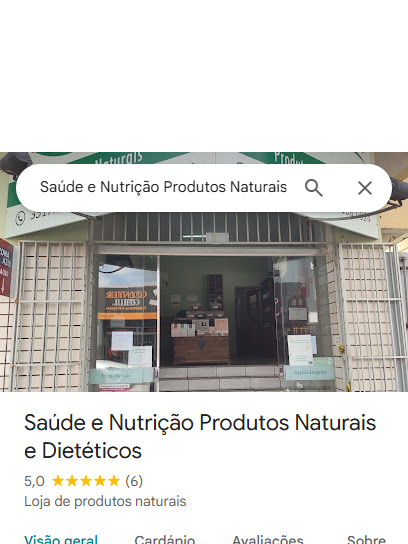 Naturais
Produ
Saúde e Nutrição Produtos Naturais
Saúde e Nutrição Produtos Naturais
e Dietéticos
5,0 ★★★★★ (6)
Loja de produtos naturais
Visão geral Cardápio Avaliações Sobre